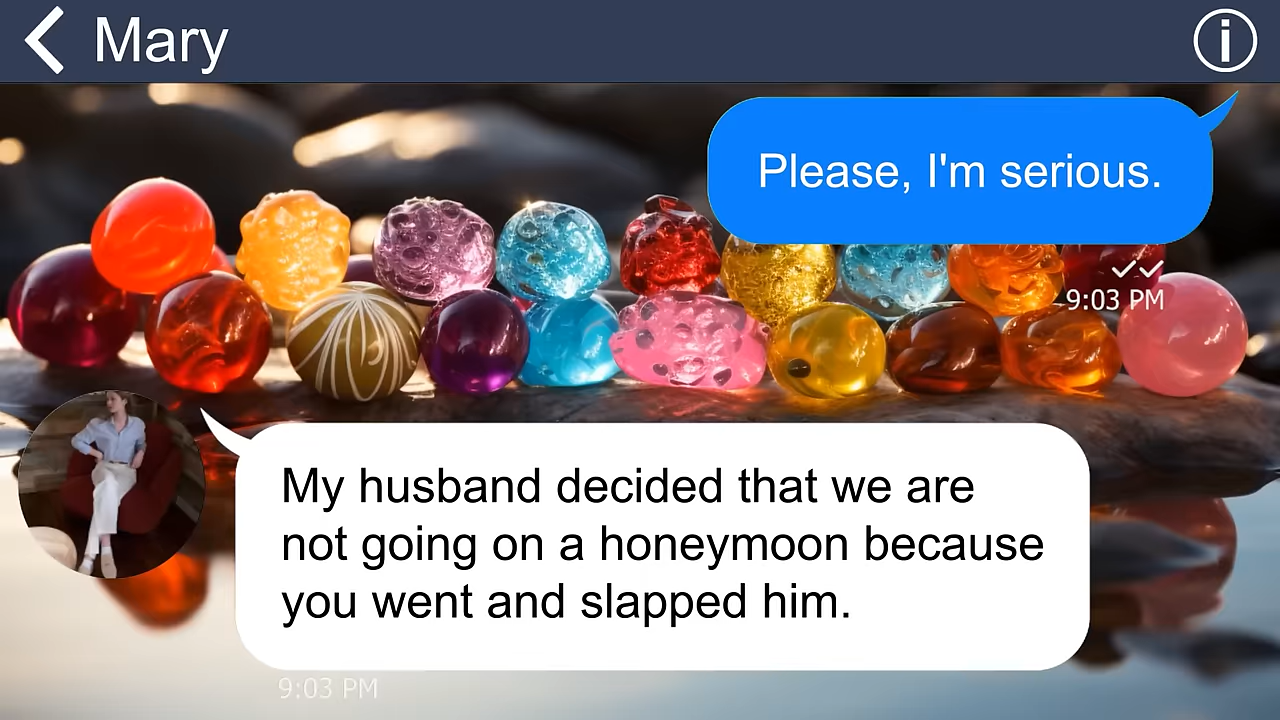 Mary
Please, I'm serious.
9:03 PM
My husband decided that we are
not going on a honeymoon because
you went and slapped him.
9:03 PM